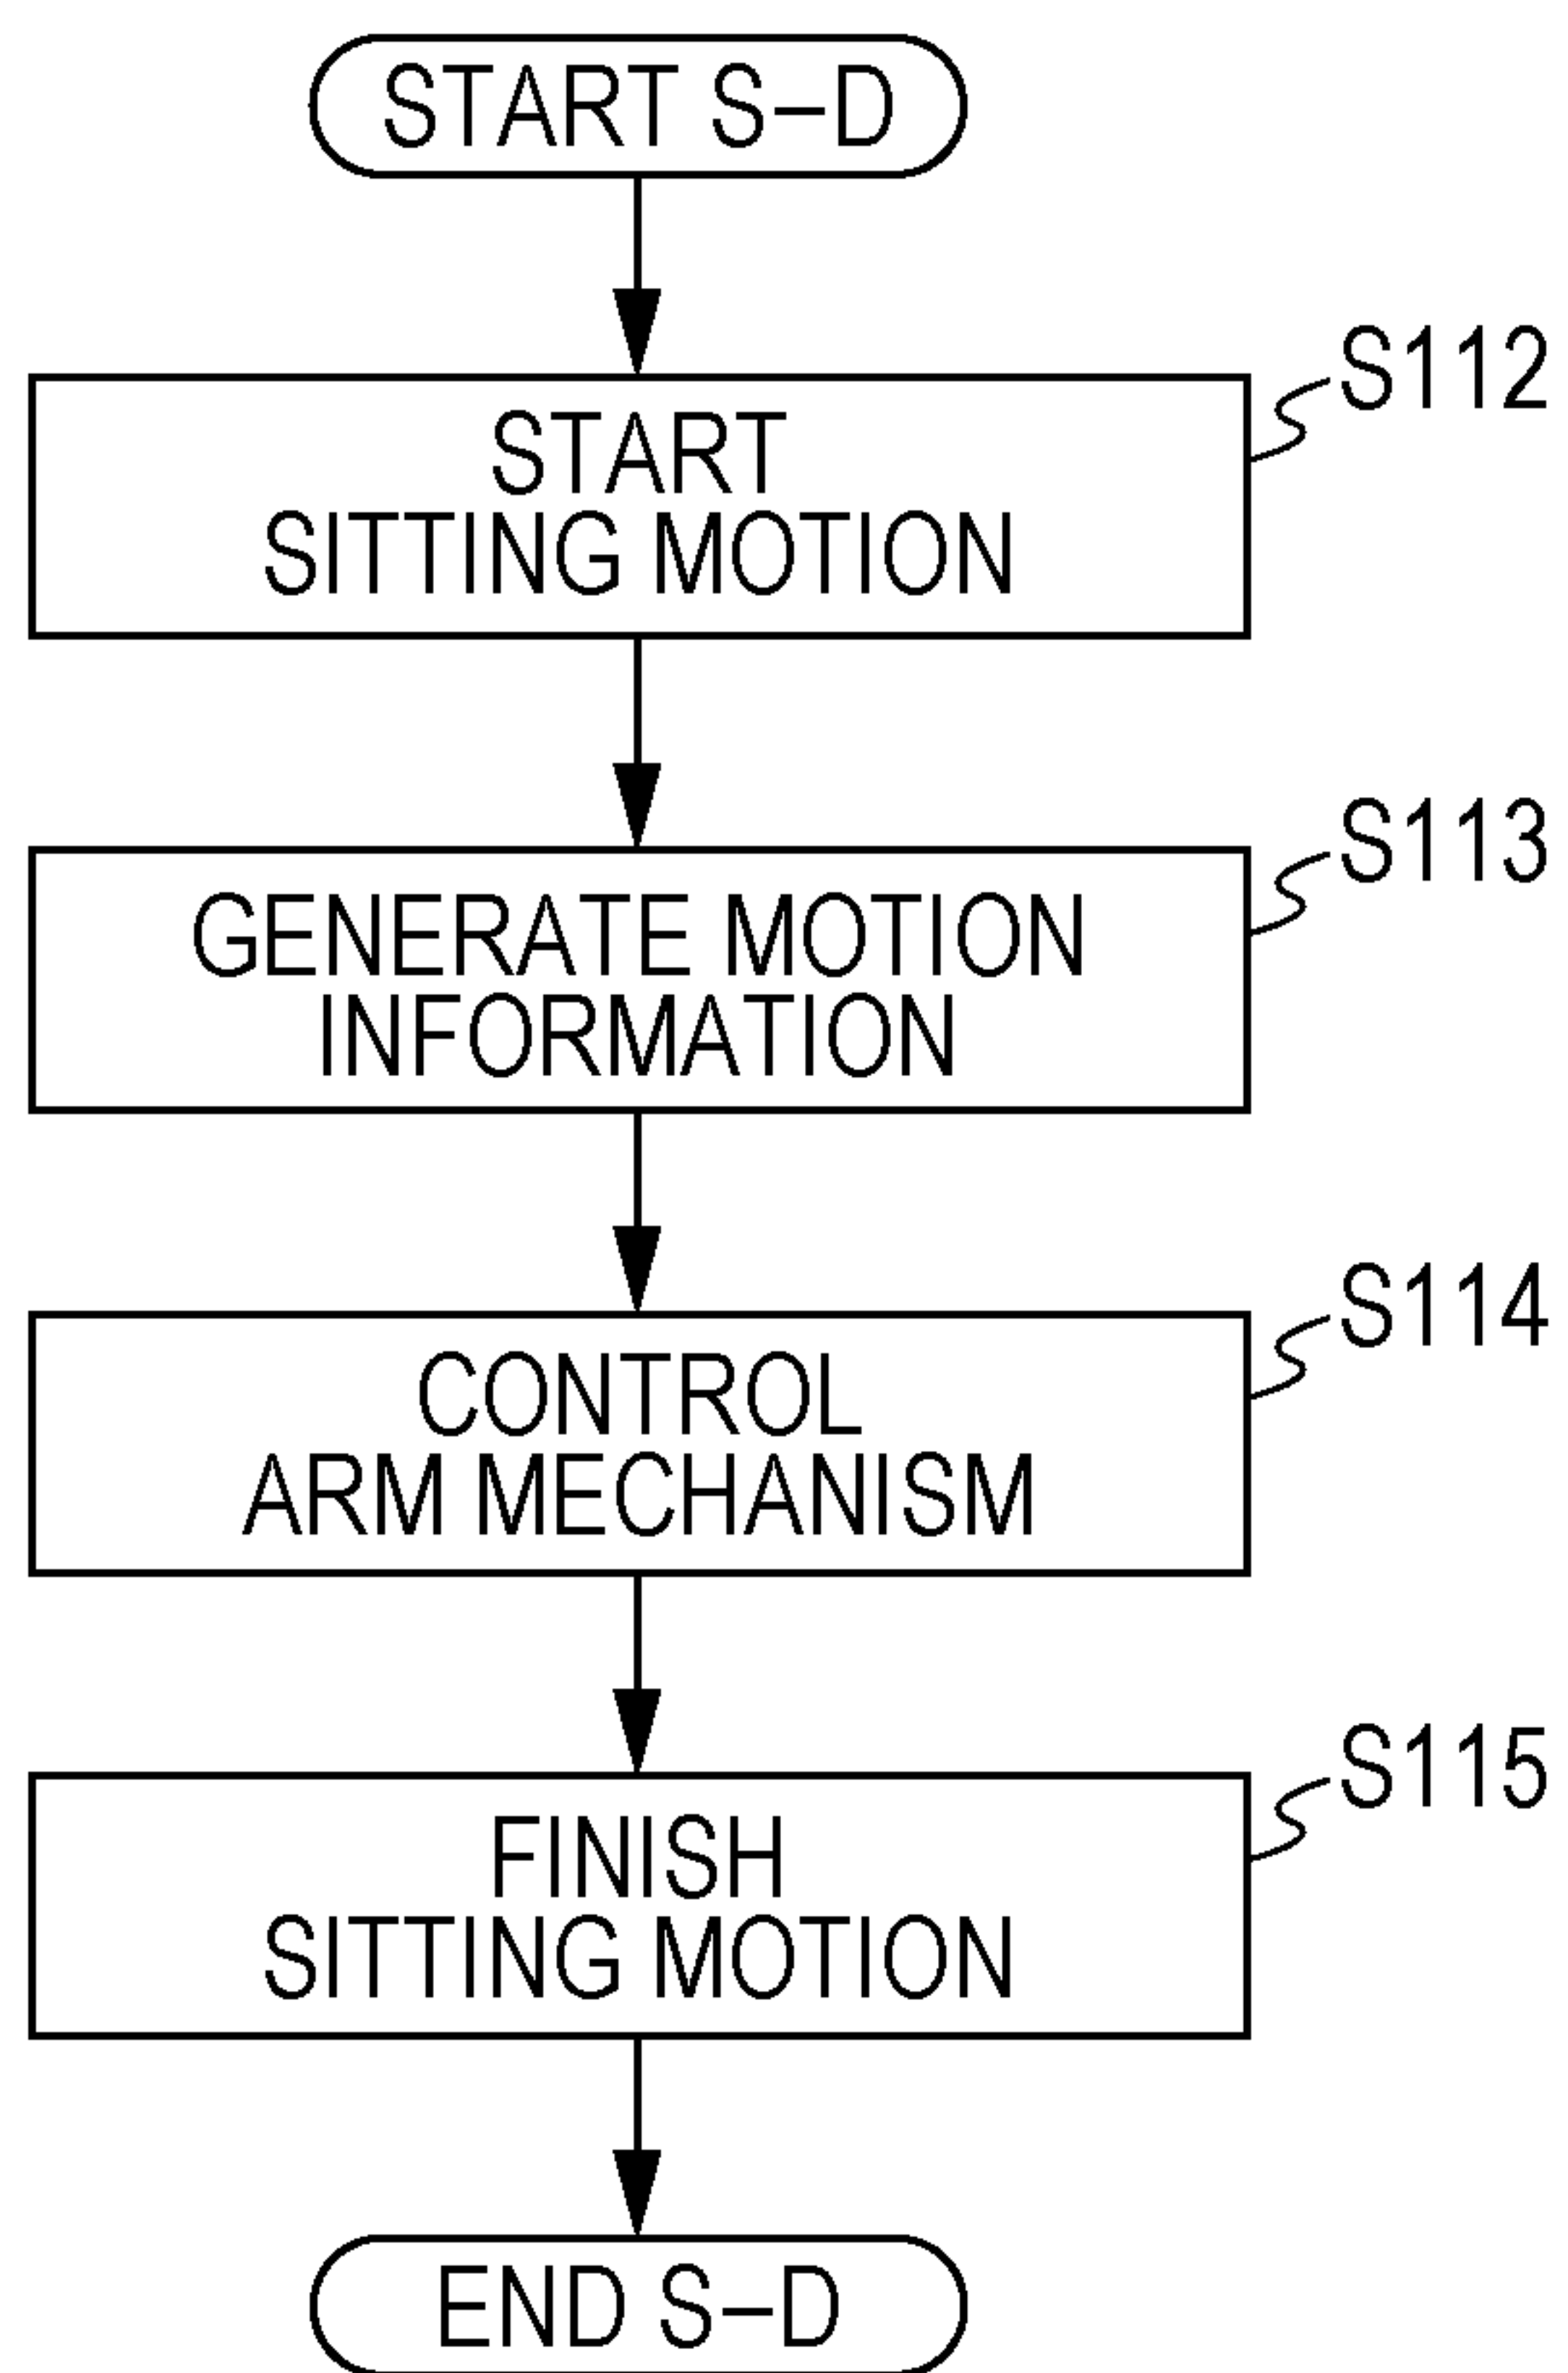 START S–D
S112
START
SITTING MOTION
S113
GENERATE MOTION
INFORMATION
S114
CONTROL
ARM MECHANISM
S115
FINISH
SITTING MOTION
END S–D